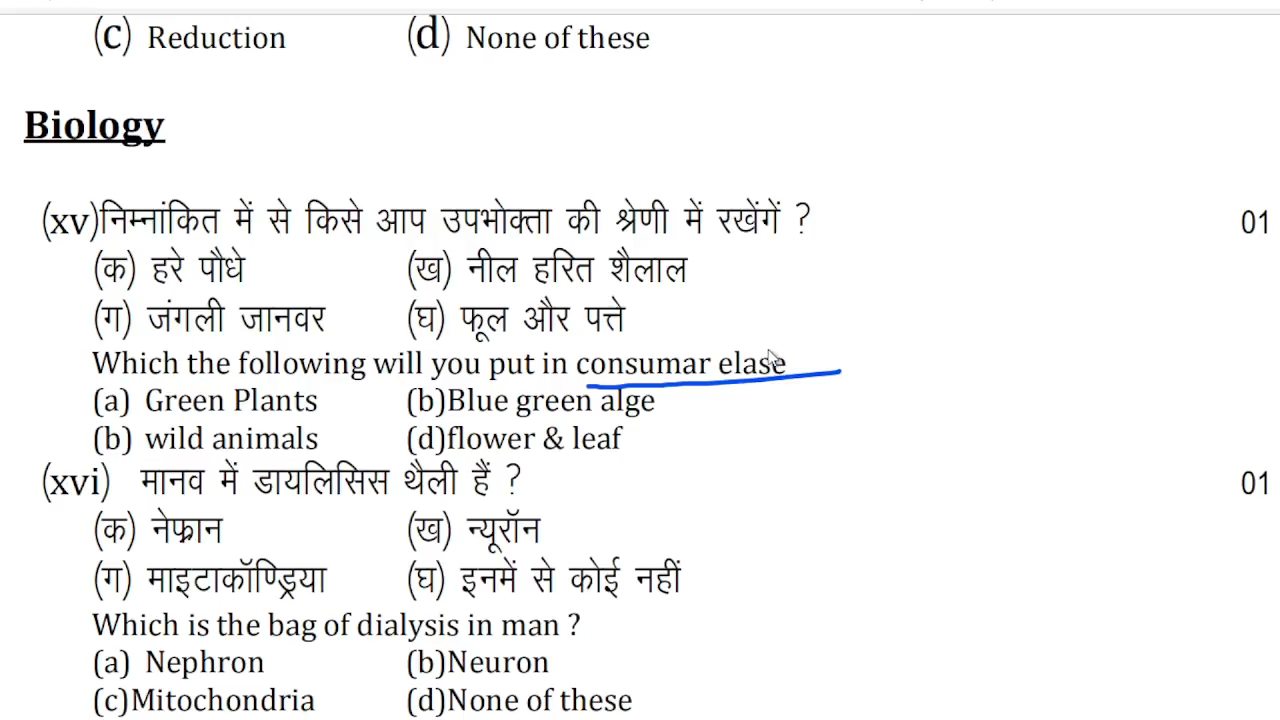 (c) Reduction (d) None of these
Biology
(xv)निम्नांकित में से किसे आप उपभोक्ता की श्रेणी में रखेंगें ? 01
(क) हरे पौधे (ख) नील हरित शैलाल
(ग) जंगली जानवर (घ) फूल और पत्ते
Which the following will you put in consumar elase
(a) Green Plants (b)Blue green alge
(b) wild animals (d)flower & leaf
(xvi) मानव में डायलिसिस थैली हैं ? 01
(क) नेफ्रान (ख) न्यूरॉन
(ग) माइटाकॉण्ड्रिया (घ) इनमें से कोई नहीं
Which is the bag of dialysis in man ?
(a) Nephron (b)Neuron
(c)Mitochondria (d)None of these